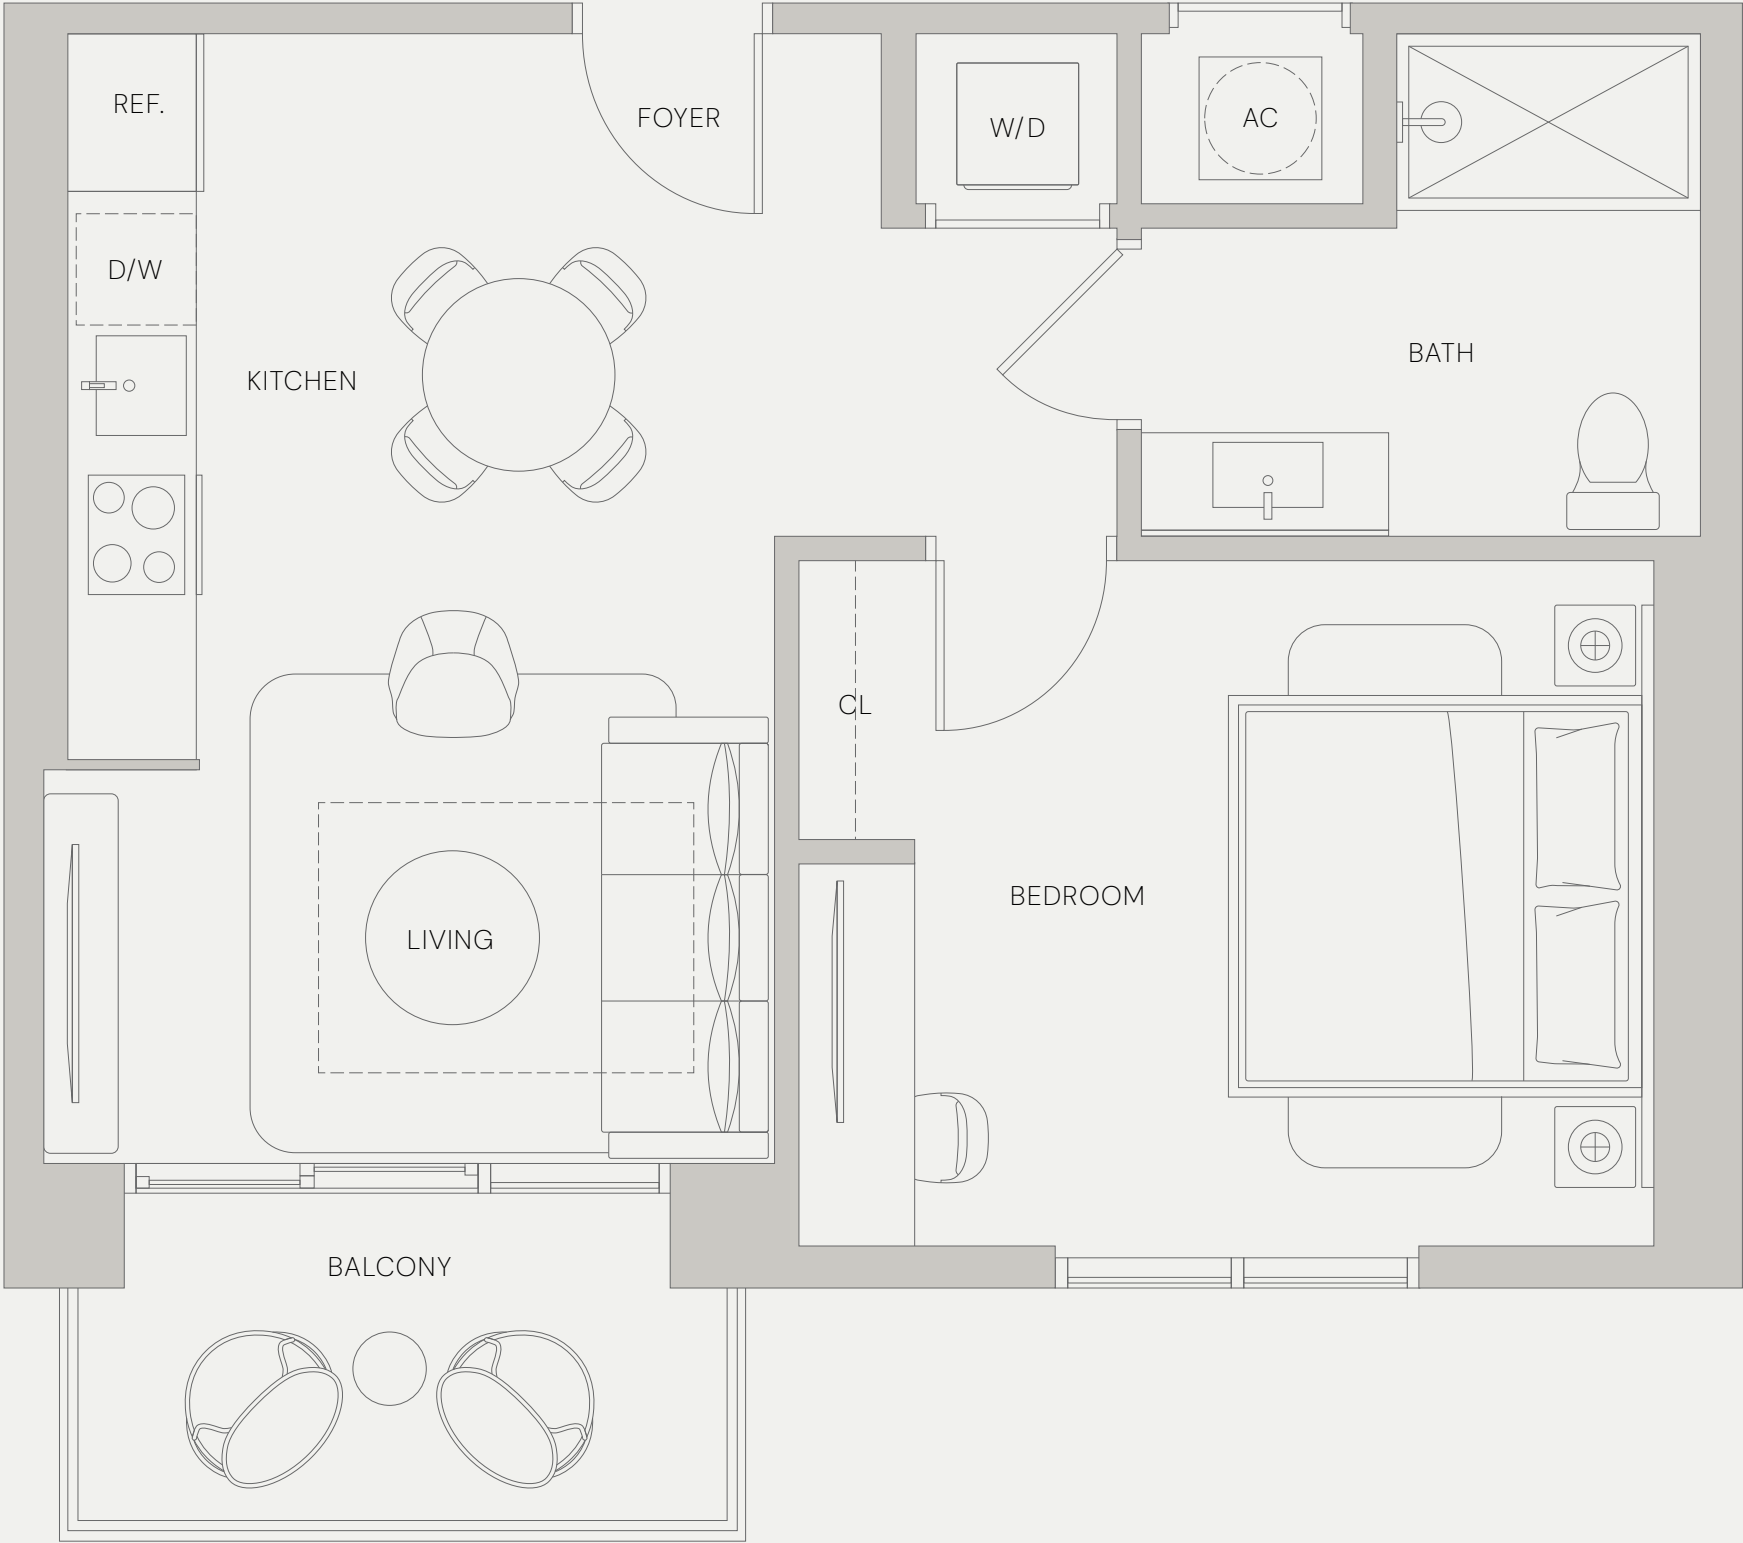 REF.
FOYER
W/D
AC
D/W
KITCHEN
BATH
CL
BEDROOM
LIVING
BALCONY